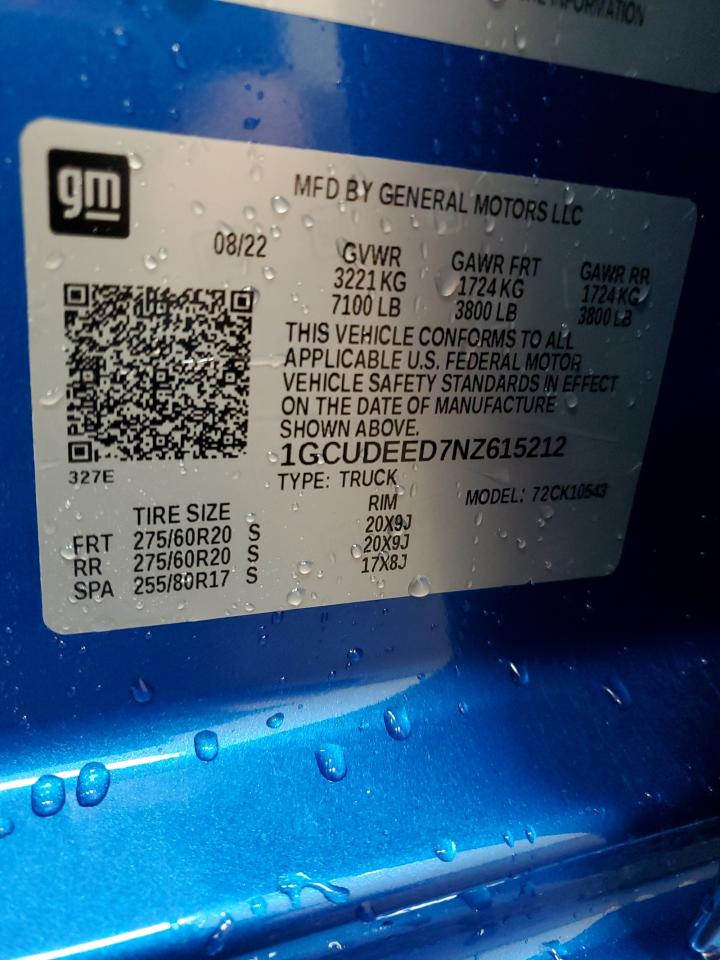 INFORMATION
gm
MFD BY GENERAL MOTORS LLC
08/22 GVWR GAWR FRT GAWR RR
3221 KG 1724 KG 1724 KG
7100 LB 3800 LB 3800 LB
THIS VEHICLE CONFORMS TO ALL
APPLICABLE U.S. FEDERAL MOTOR
VEHICLE SAFETY STANDARDS IN EFFECT
ON THE DATE OF MANUFACTURE
SHOWN ABOVE.
1GCUDEED7NZ615212
327E
TYPE: TRUCK
MODEL: 72CK10543
TIRE SIZE RIM
FRT 275/60R20 S 20X9J
RR 275/60R20 S 20X9J
SPA 255/80R17 S 17X8J